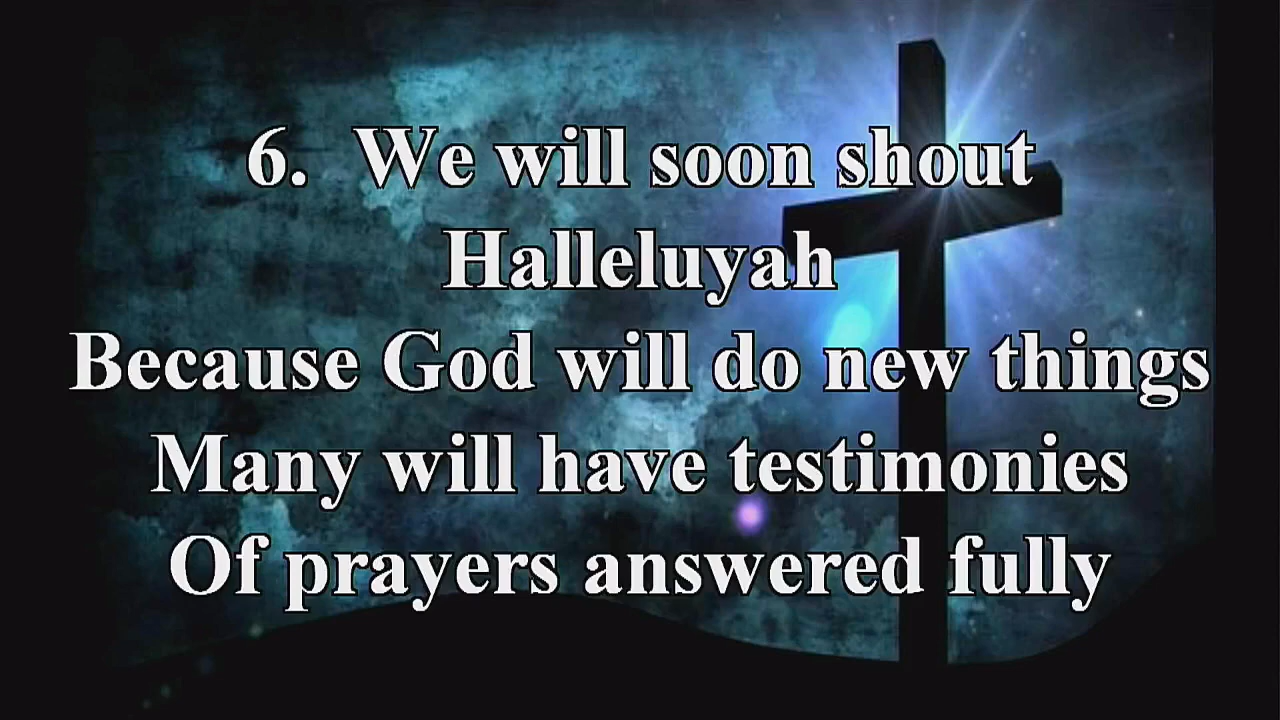 6. We will soon shout
Halleluyah
Because God will do new things
Many will have testimonies
Of prayers answered fully